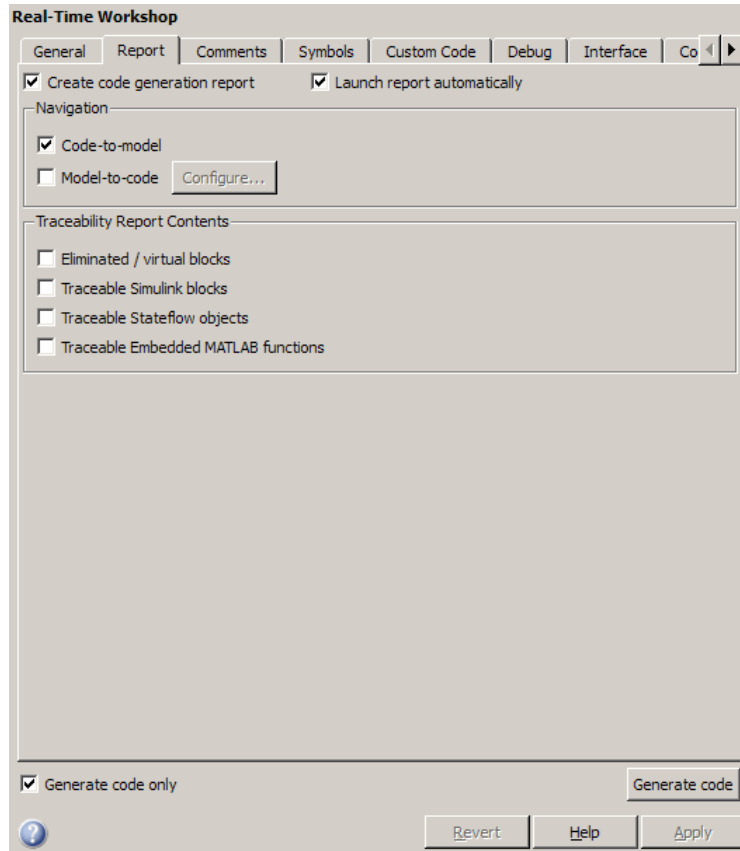 Real-Time Workshop
General Report Comments Symbols Custom Code Debug Interface Co
Create code generation report Launch report automatically
Navigation
Code-to-model
Model-to-code Configure...
Traceability Report Contents
Eliminated / virtual blocks
Traceable Simulink blocks
Traceable Stateflow objects
Traceable Embedded MATLAB functions
Generate code only Generate code
? Revert Help Apply